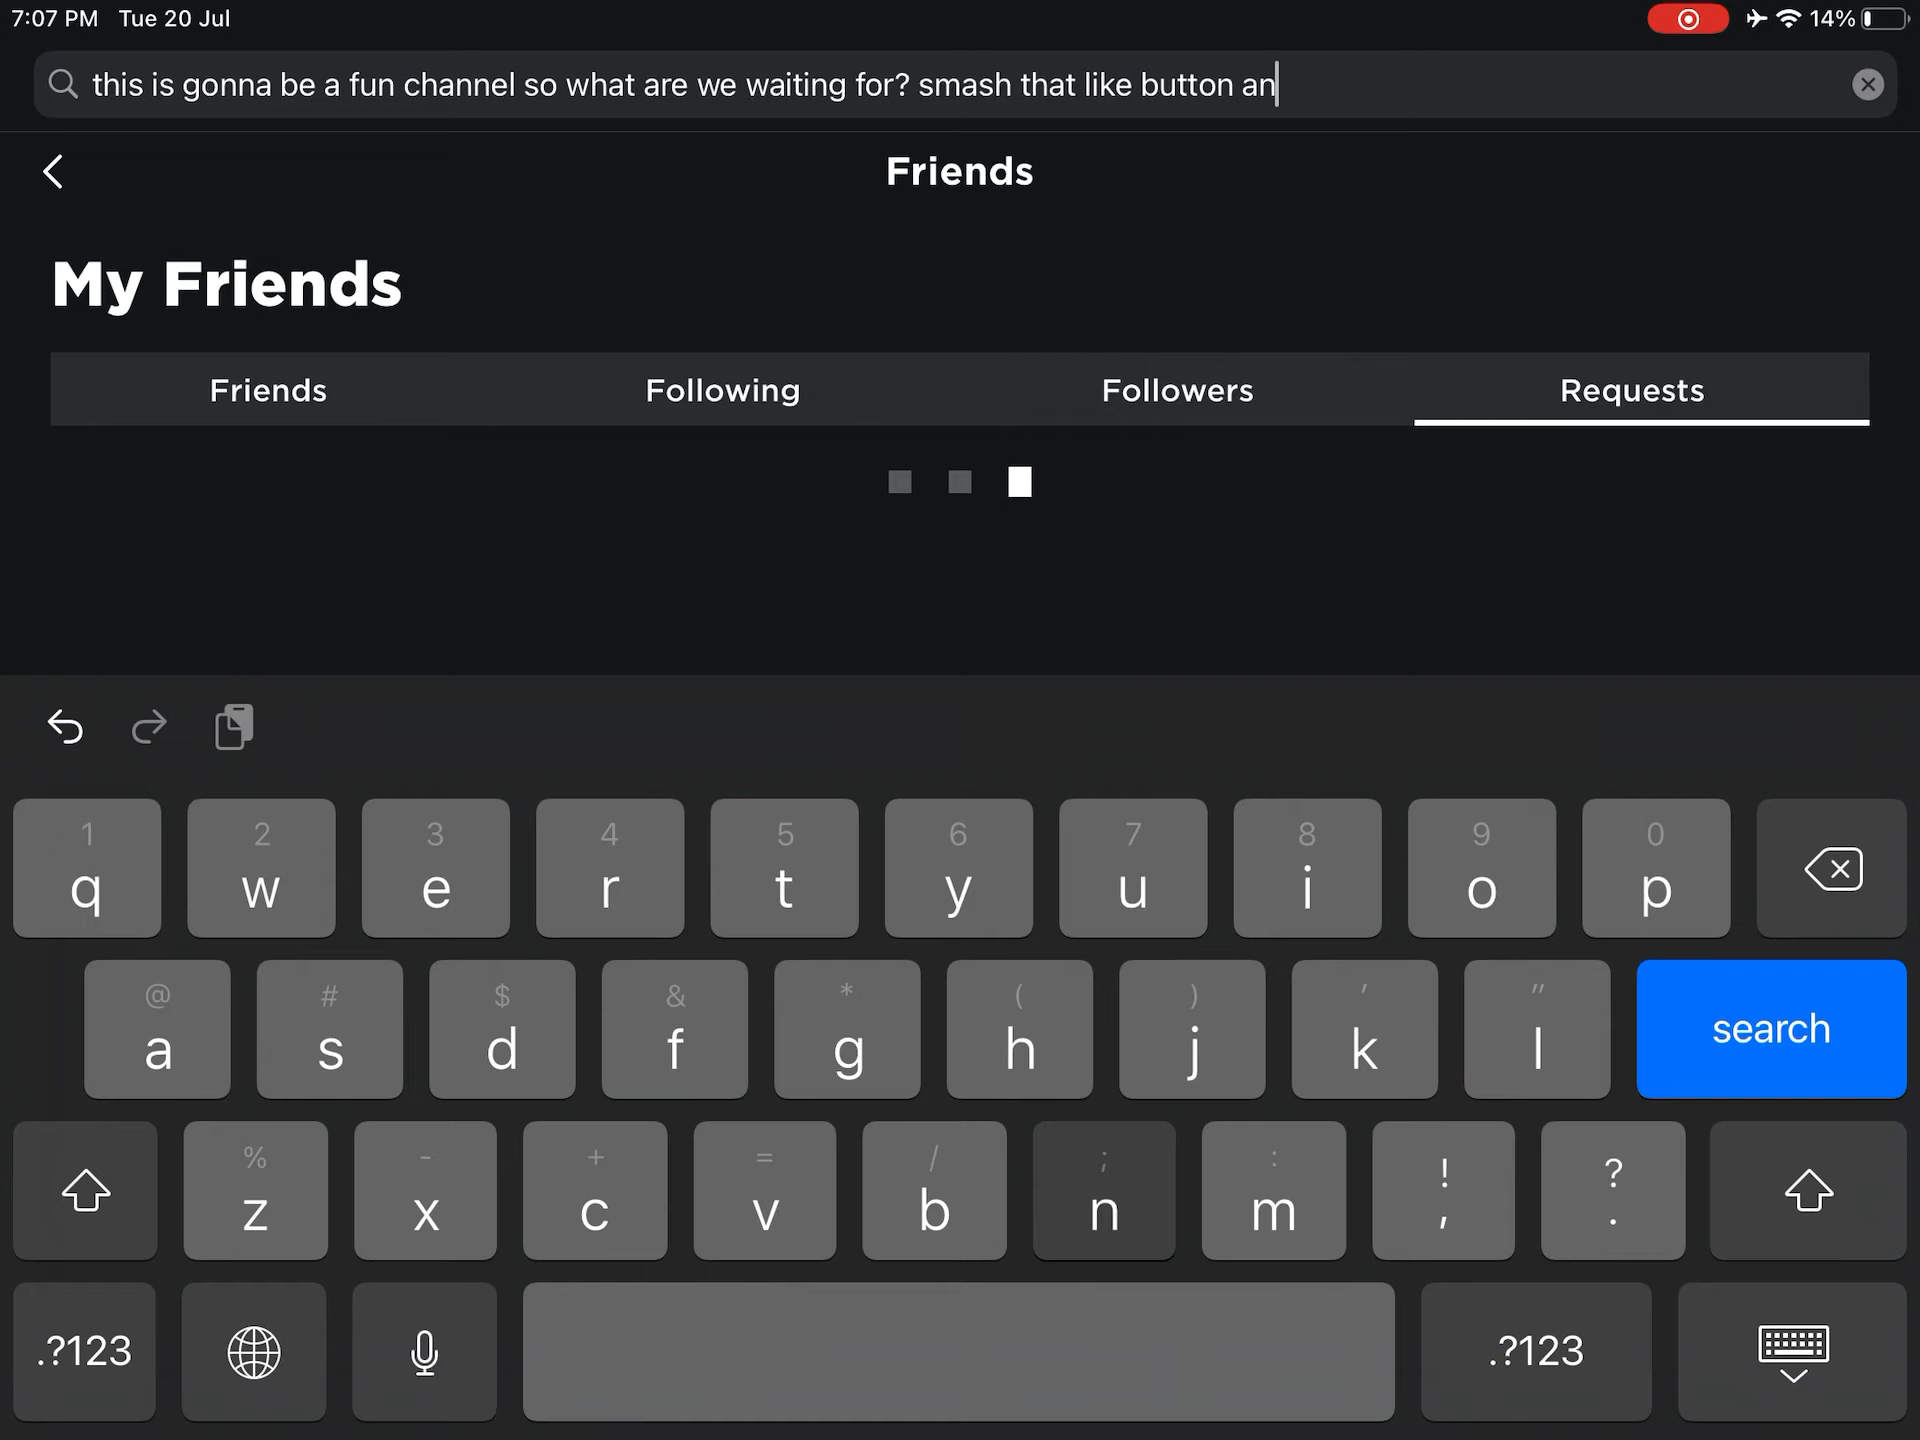 7:07 PM Tue 20 Jul 14%
this is gonna be a fun channel so what are we waiting for? smash that like button an
Friends
My Friends
Friends Following Followers Requests
1 2 3 4 5 6 7 8 9 0
q w e r t y u i o p
@ # $ & * ( ) ' "
a s d f g h j k l search
% - + = / ; : ! ?
z x c v b n m , .
.?123 .?123